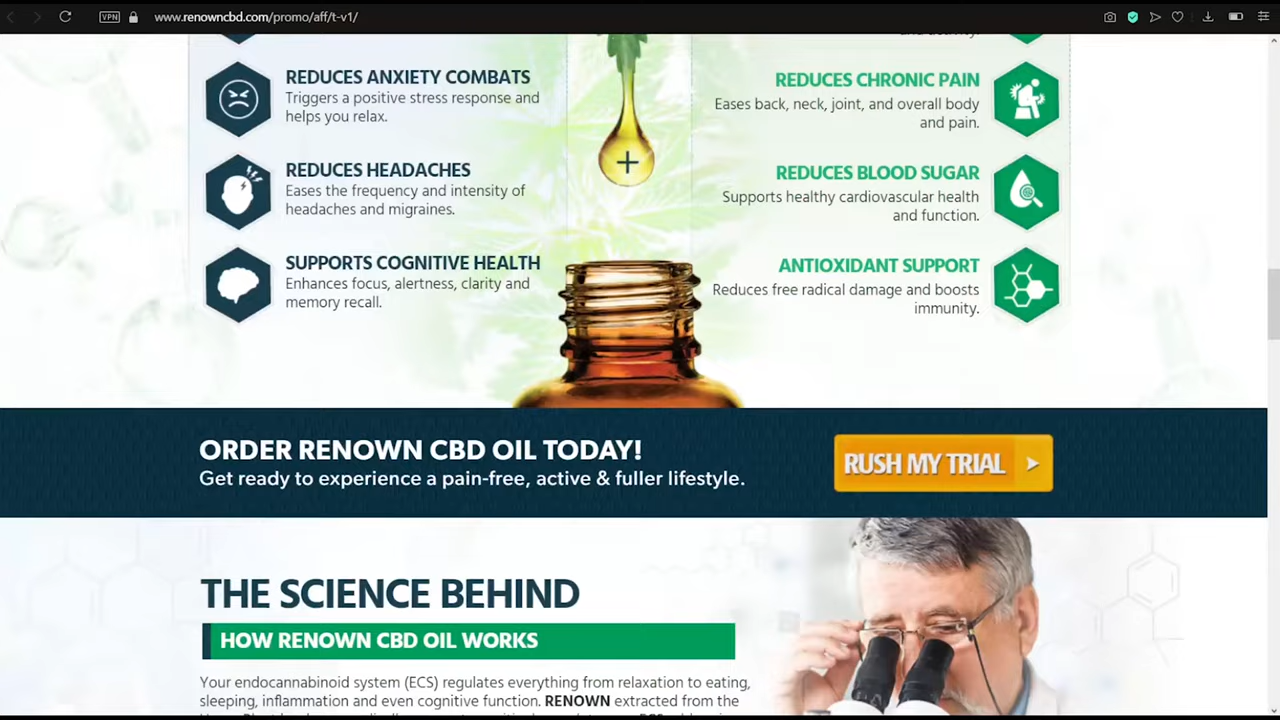 VPN
www.renowncbd.com/promo/aff/t-v1/
REDUCES ANXIETY COMBATS
Triggers a positive stress response and
helps you relax.
REDUCES HEADACHES
Eases the frequency and intensity of
headaches and migraines.
SUPPORTS COGNITIVE HEALTH
Enhances focus, alertness, clarity and
memory recall.
REDUCES CHRONIC PAIN
Eases back, neck, joint, and overall body
and pain.
REDUCES BLOOD SUGAR
Supports healthy cardiovascular health
and function.
ANTIOXIDANT SUPPORT
Reduces free radical damage and boosts
immunity.
ORDER RENOWN CBD OIL TODAY!
Get ready to experience a pain-free, active & fuller lifestyle.
RUSH MY TRIAL
THE SCIENCE BEHIND
HOW RENOWN CBD OIL WORKS
Your endocannabinoid system (ECS) regulates everything from relaxation to eating,
sleeping, inflammation and even cognitive function. RENOWN extracted from the